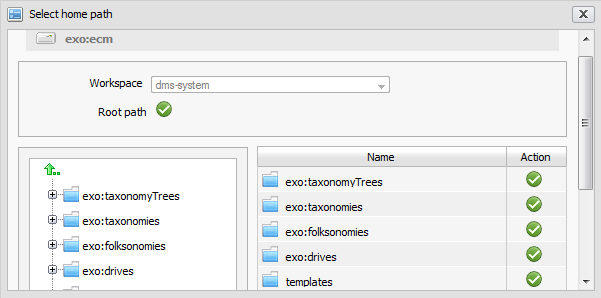 Select home path
exo:ecm
Workspace
dms-system
Root path
exo:taxonomyTrees
exo:taxonomies
exo:folksonomies
exo:drives
Name Action
exo:taxonomyTrees
exo:taxonomies
exo:folksonomies
exo:drives
templates